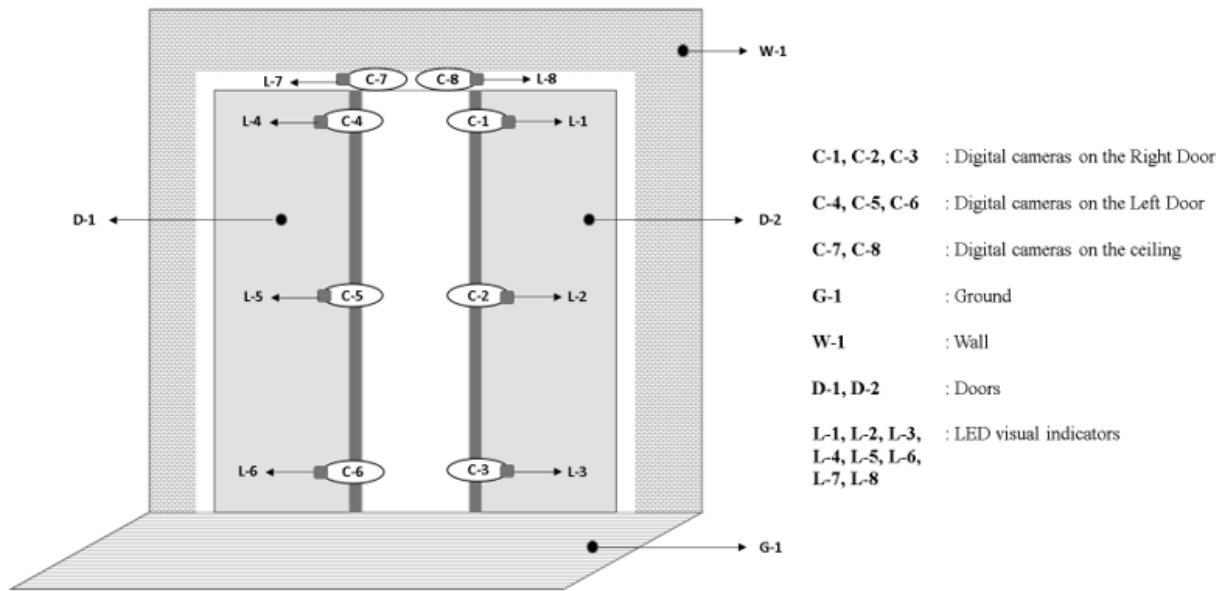 W-1
L-7 C-7 C-8 L-8
L-4 C-4 C-1 L-1
D-1 D-2
L-5 C-5 C-2 L-2
L-6 C-6 C-3 L-3
G-1
C-1, C-2, C-3 : Digital cameras on the Right Door
C-4, C-5, C-6 : Digital cameras on the Left Door
C-7, C-8 : Digital cameras on the ceiling
G-1 : Ground
W-1 : Wall
D-1, D-2 : Doors
L-1, L-2, L-3, : LED visual indicators
L-4, L-5, L-6,
L-7, L-8